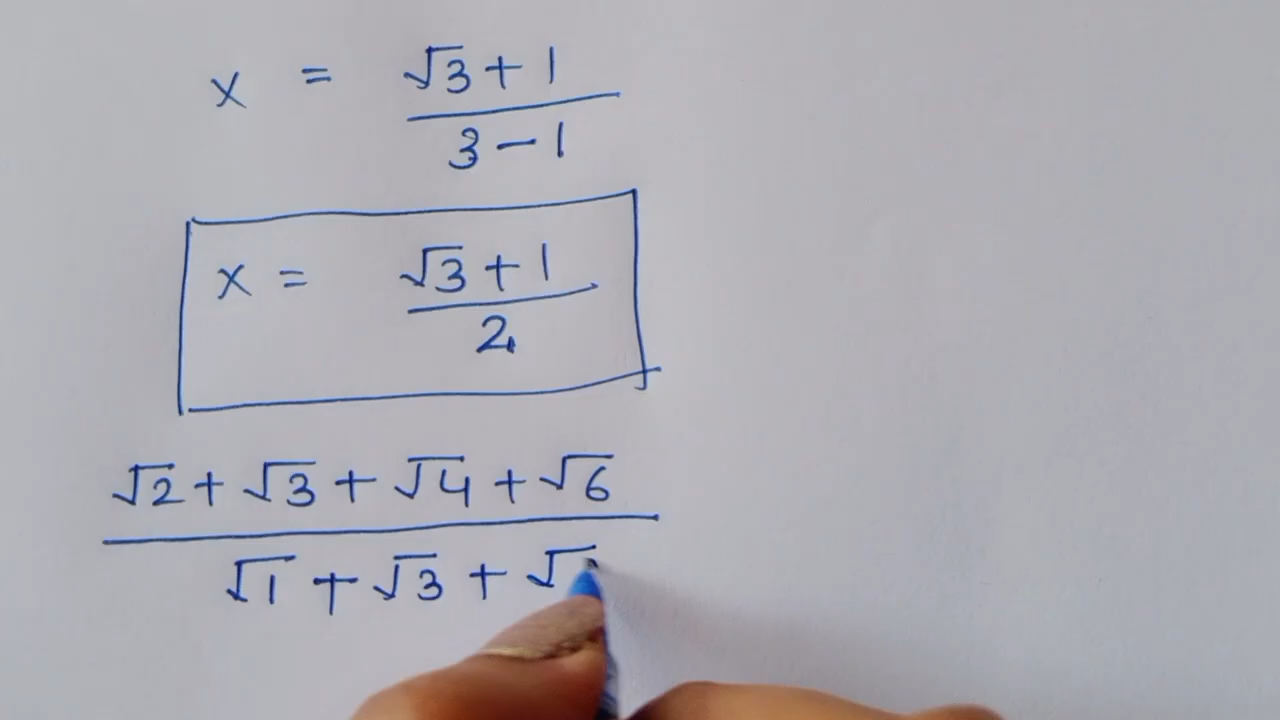 x = √3 + 1
3 − 1
x = √3 + 1
2
√2 + √3 + √4 + √6
√1 + √3 + √